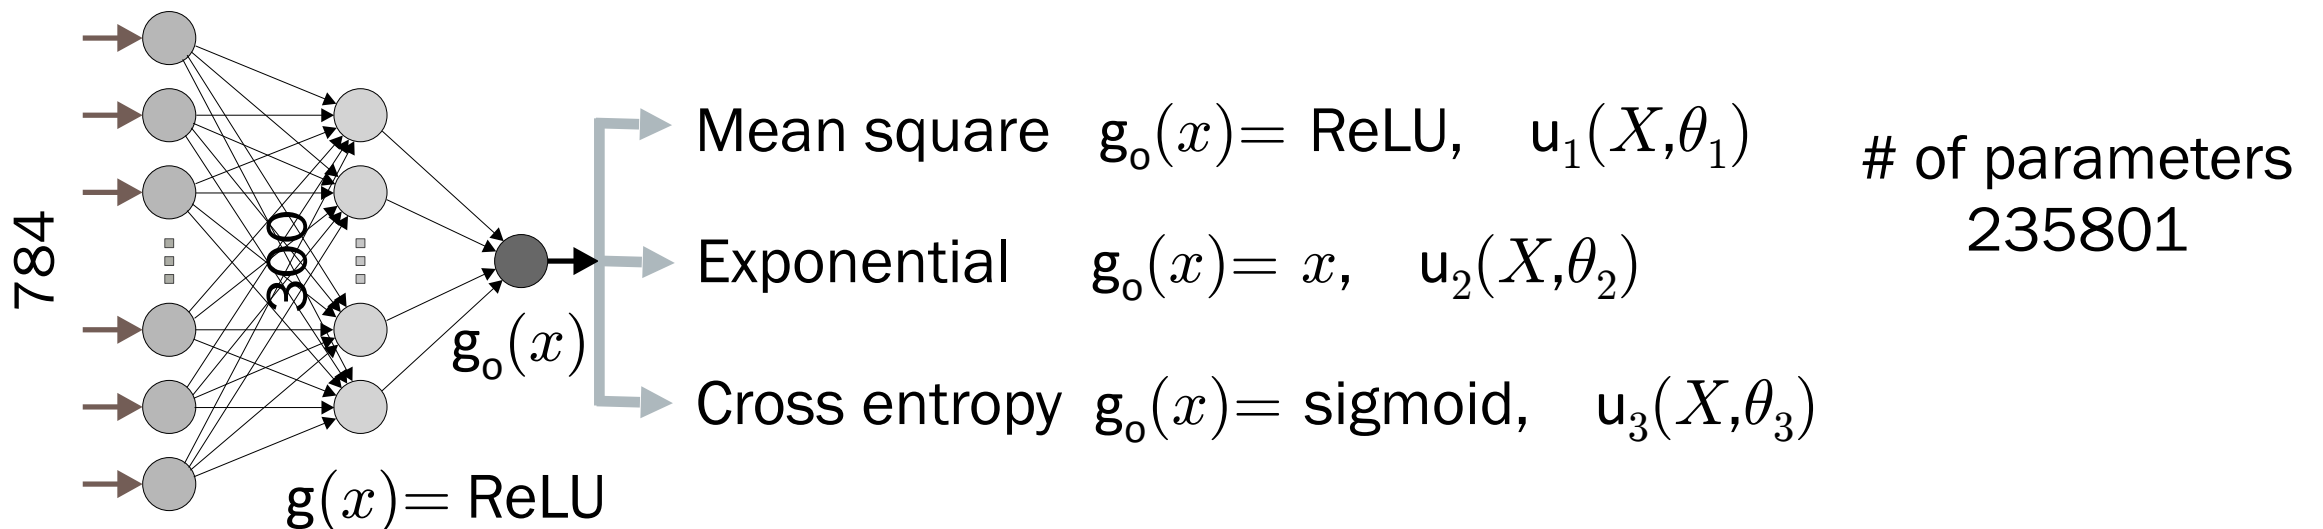 784
300
g(x)= ReLU
gₒ(x)
Mean square gₒ(x)= ReLU, u₁(X,θ₁)
Exponential gₒ(x)= x, u₂(X,θ₂)
Cross entropy gₒ(x)= sigmoid, u₃(X,θ₃)
# of parameters
235801